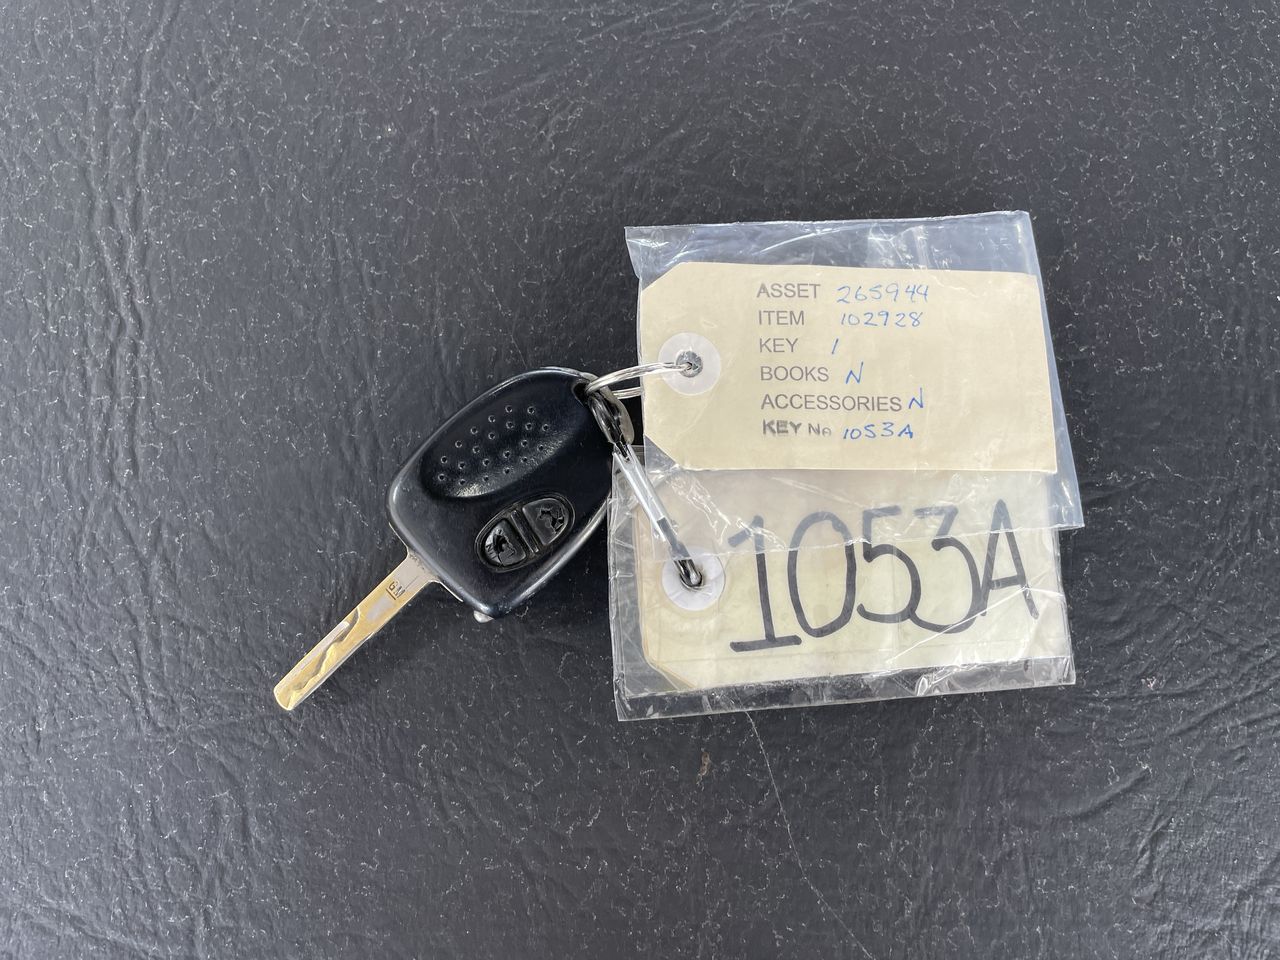 ASSET 265944
ITEM 102928
KEY 1
BOOKS N
ACCESSORIES N
KEY No 1053A
1053A
GM